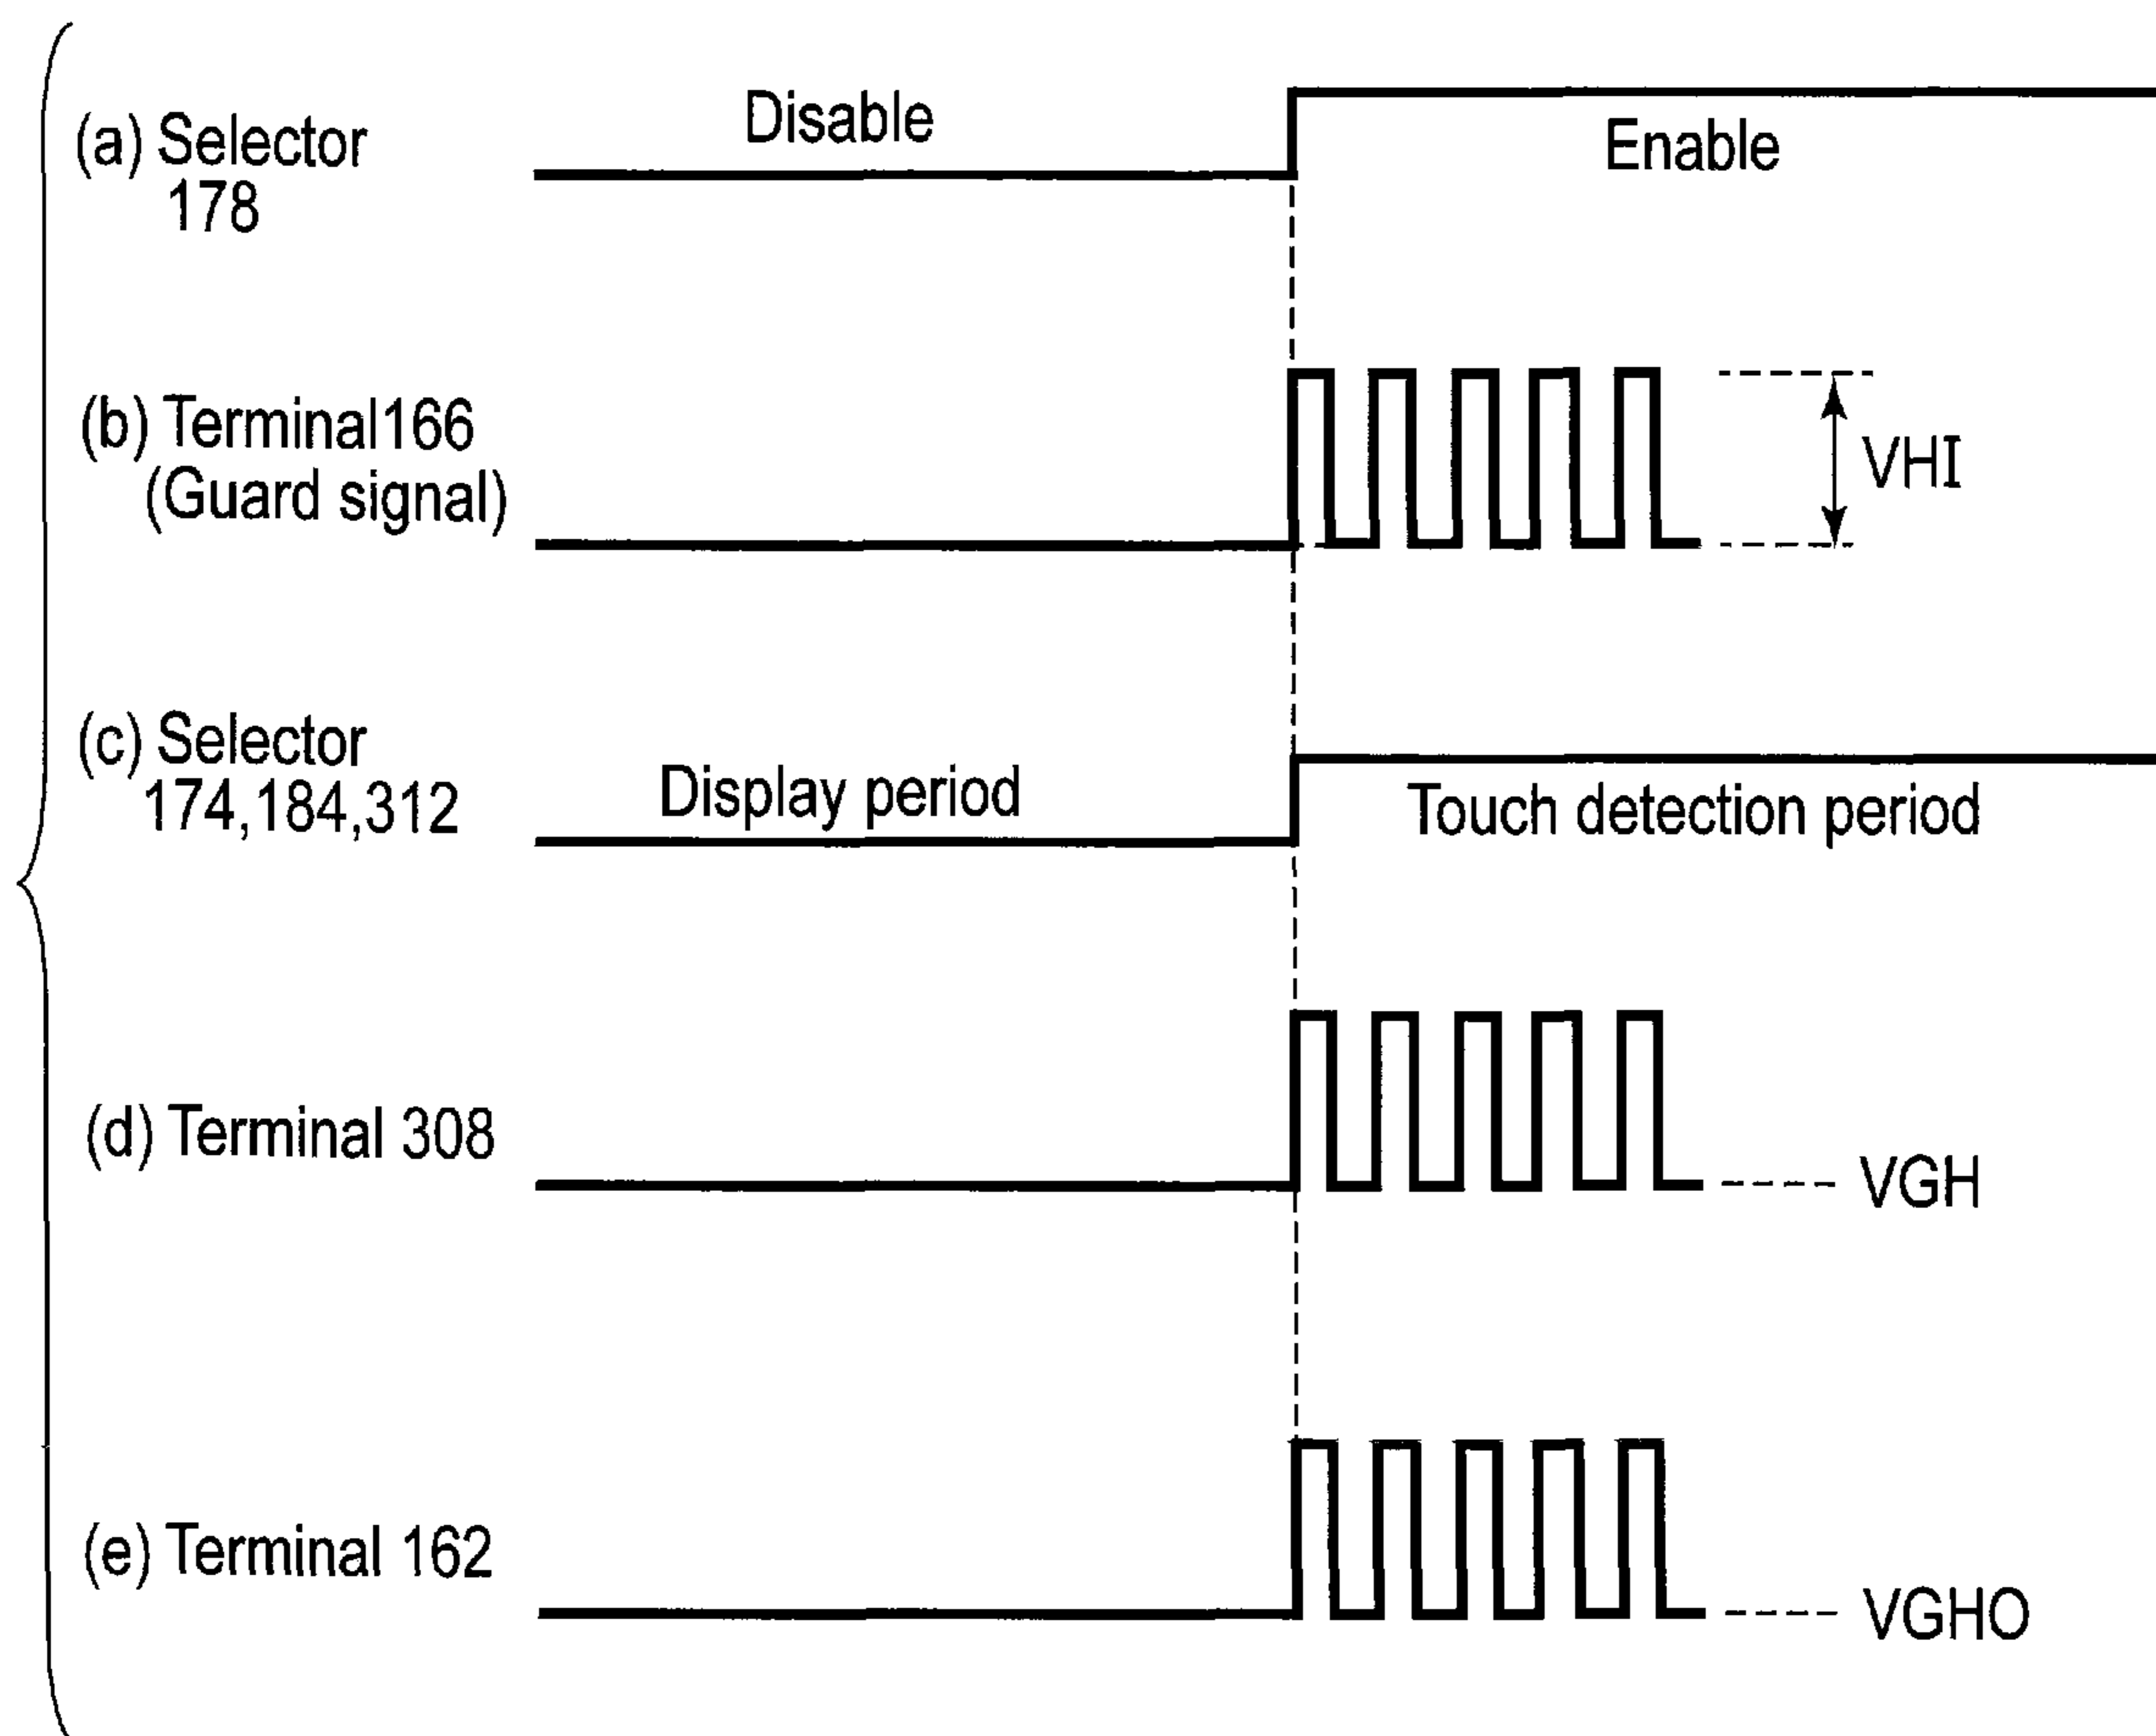 Disable
(a) Selector
178
Enable
(b) Terminal166
(Guard signal)
VHI
(c) Selector
174,184,312
Display period
Touch detection period
(d) Terminal 308
VGH
(e) Terminal 162
VGHO